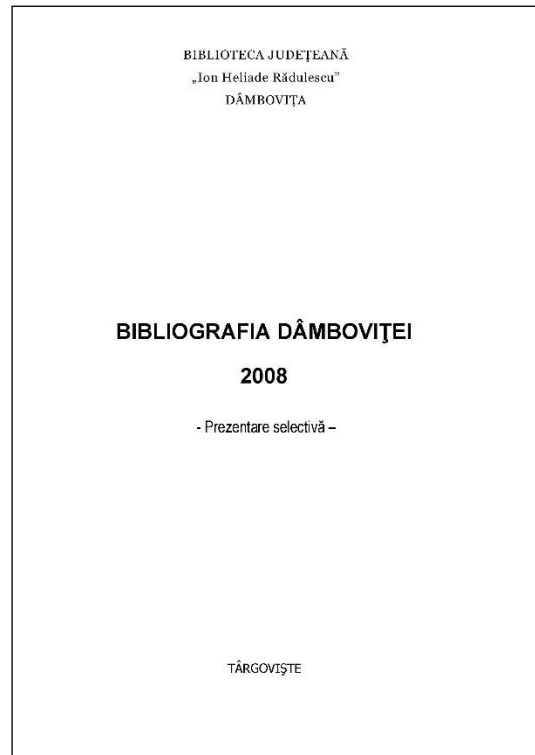 BIBLIOTECA JUDEŢEANĂ
„Ion Heliade Rădulescu”
DÂMBOVIŢA
BIBLIOGRAFIA DÂMBOVIŢEI
2008
- Prezentare selectivă –
TÂRGOVIŞTE